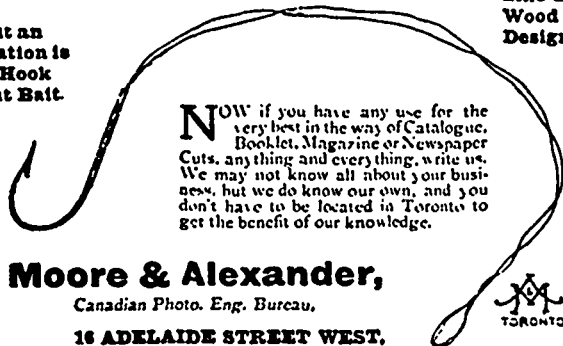 ut an
ation is
Hook
at Bait.
Wood
Design
NOW if you have any use for the
very best in the way of Catalogue,
Booklet, Magazine or Newspaper
Cuts, anything and everything, write us.
We may not know all about your busi-
ness, but we do know our own, and you
don't have to be located in Toronto to
get the benefit of our knowledge.
Moore & Alexander,
Canadian Photo. Eng. Bureau,
16 ADELAIDE STREET WEST,
TORONTO